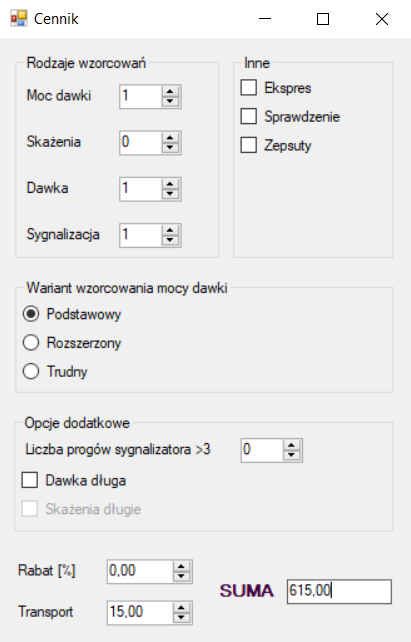 Cennik
Rodzaje wzorcowań
Moc dawki 1
Skażenia 0
Dawka 1
Sygnalizacja 1
Inne
Ekspres
Sprawdzenie
Zepsuty
Wariant wzorcowania mocy dawki
Podstawowy
Rozszerzony
Trudny
Opcje dodatkowe
Liczba progów sygnalizatora >3 0
Dawka długa
Skażenia długie
Rabat [%] 0,00
Transport 15,00
SUMA 615,00